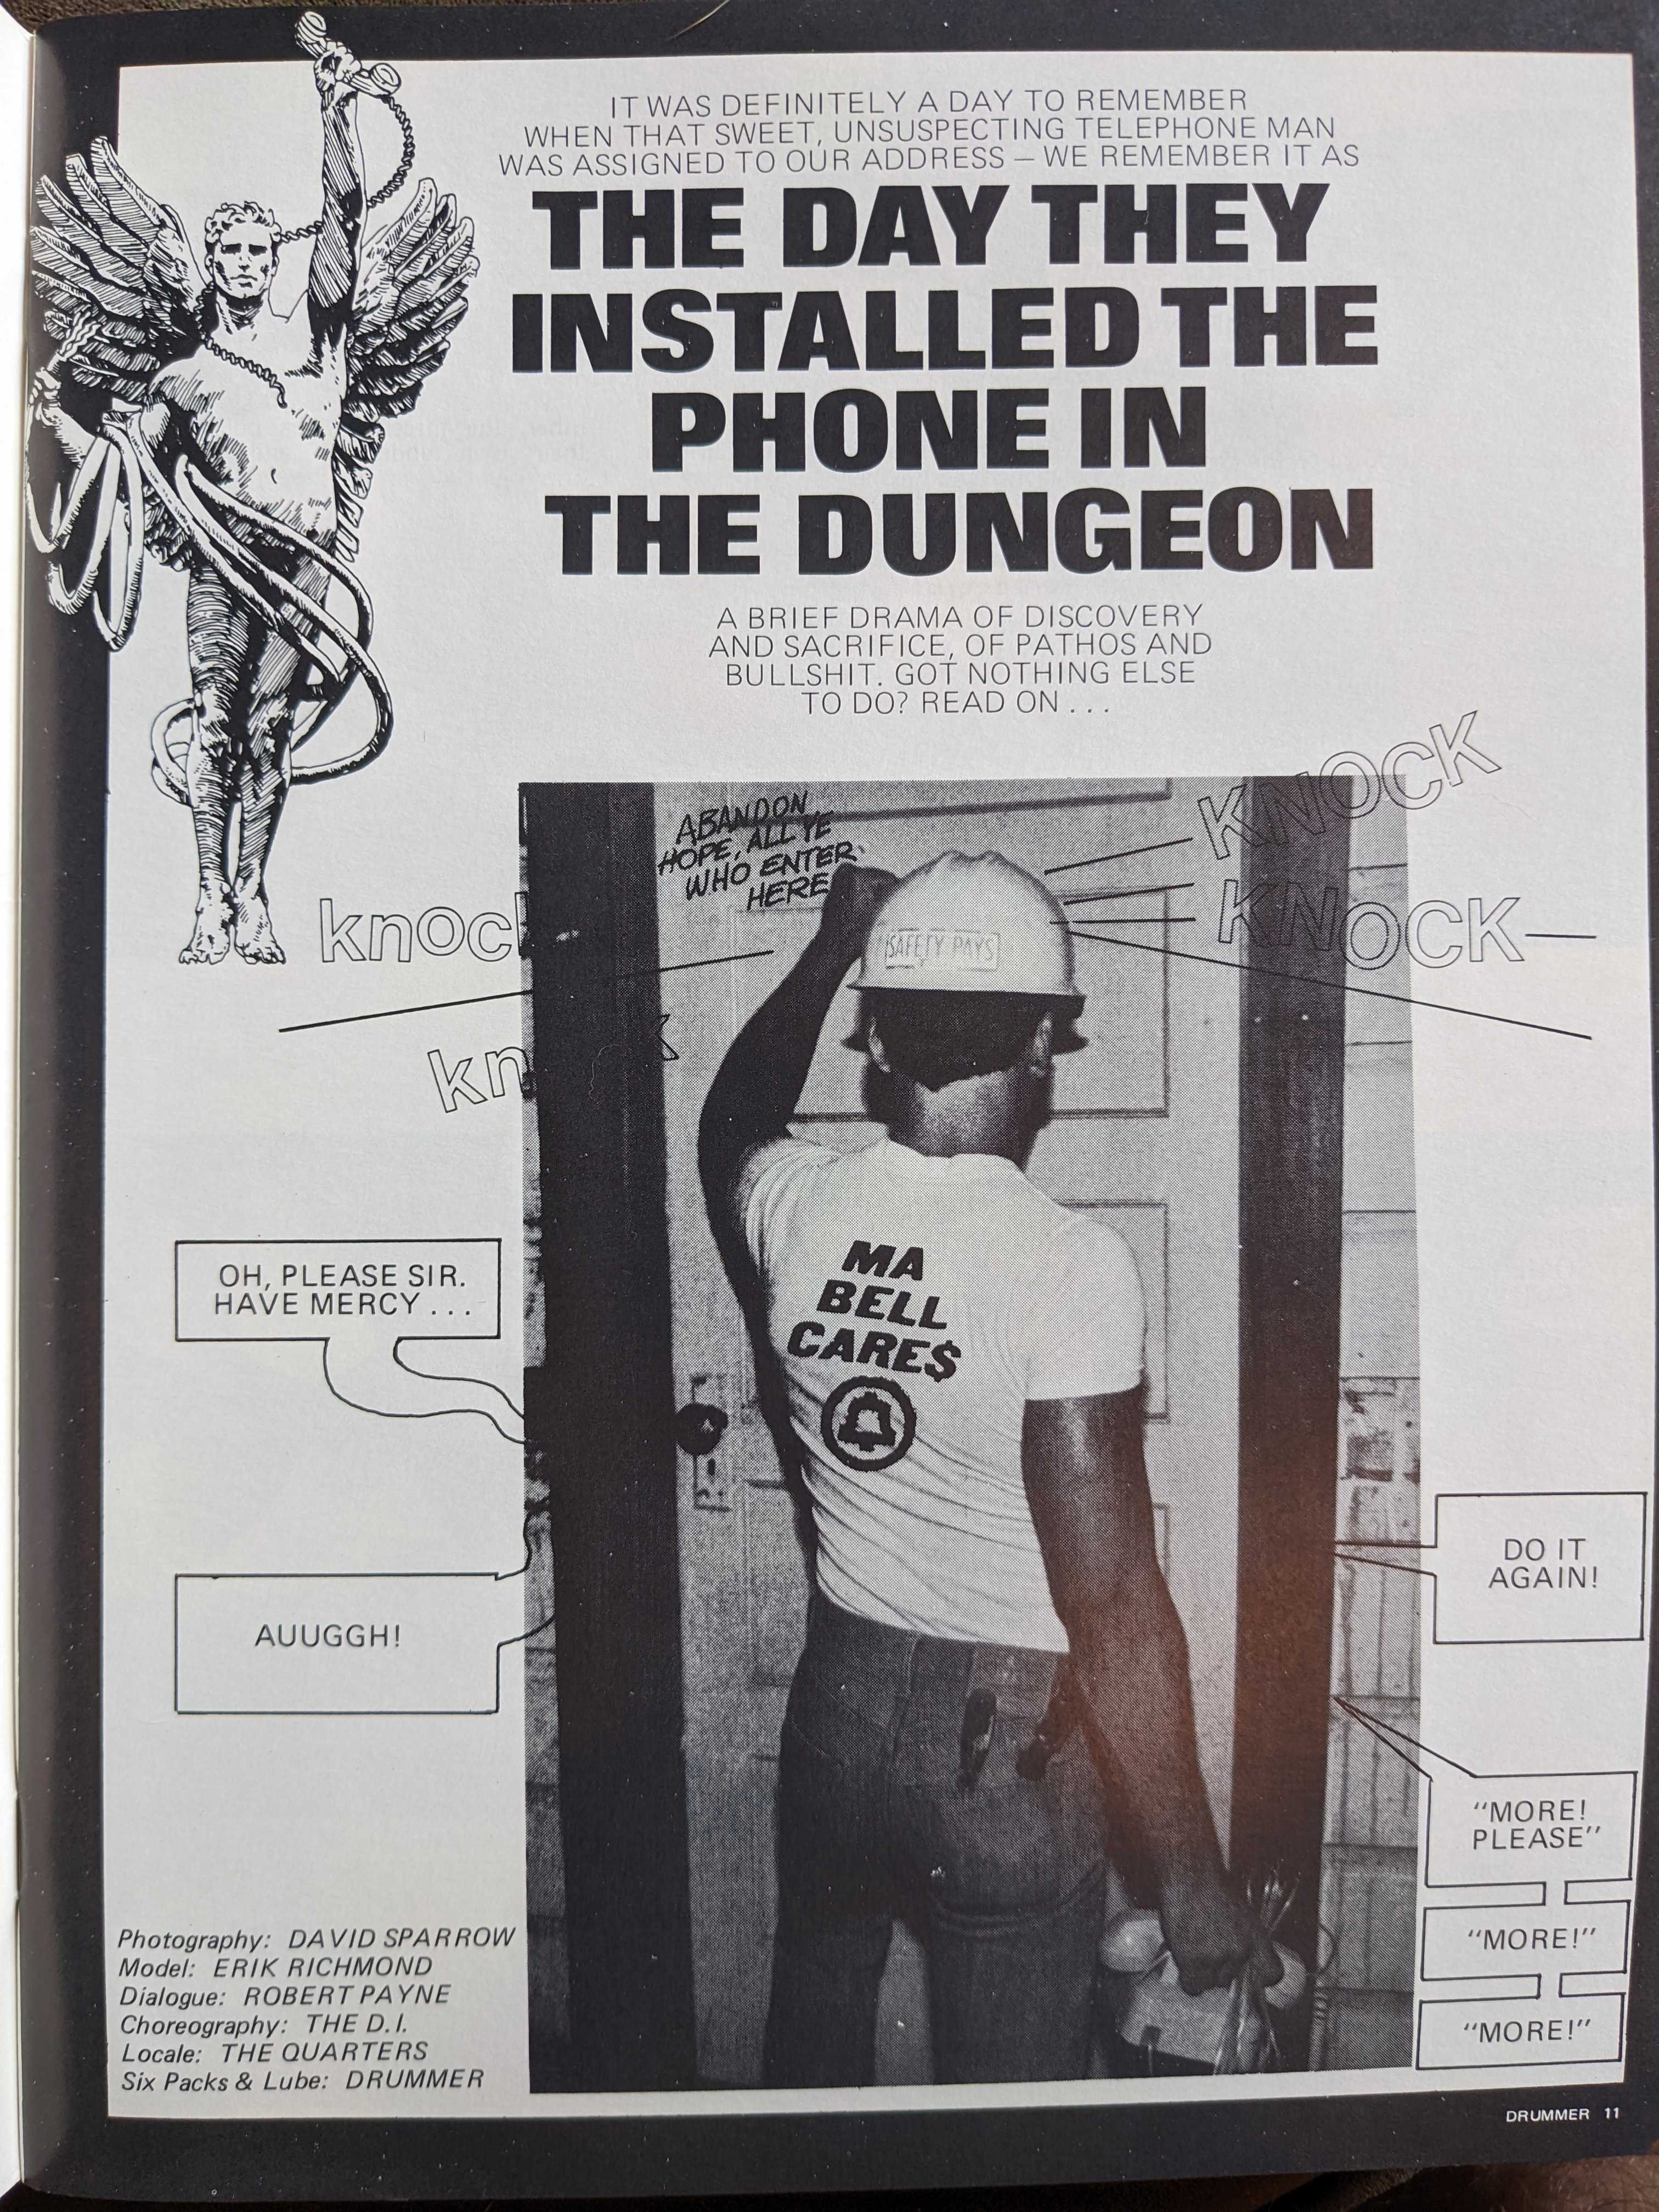 IT WAS DEFINITELY A DAY TO REMEMBER
WHEN THAT SWEET, UNSUSPECTING TELEPHONE MAN
WAS ASSIGNED TO OUR ADDRESS — WE REMEMBER IT AS
THE DAY THEY
INSTALLED THE
PHONE IN
THE DUNGEON
A BRIEF DRAMA OF DISCOVERY
AND SACRIFICE, OF PATHOS AND
BULLSHIT. GOT NOTHING ELSE
TO DO? READ ON . . .
KNOCK
KNOCK
knoc
kn k
ABANDON
HOPE, ALL YE
WHO ENTER
HERE
SAFETY PAYS
MA
BELL
CARE$
OH, PLEASE SIR.
HAVE MERCY . . .
AUUGGH!
DO IT
AGAIN!
“MORE!
PLEASE”
“MORE!”
“MORE!”
Photography: DAVID SPARROW
Model: ERIK RICHMOND
Dialogue: ROBERT PAYNE
Choreography: THE D.I.
Locale: THE QUARTERS
Six Packs & Lube: DRUMMER
DRUMMER 11